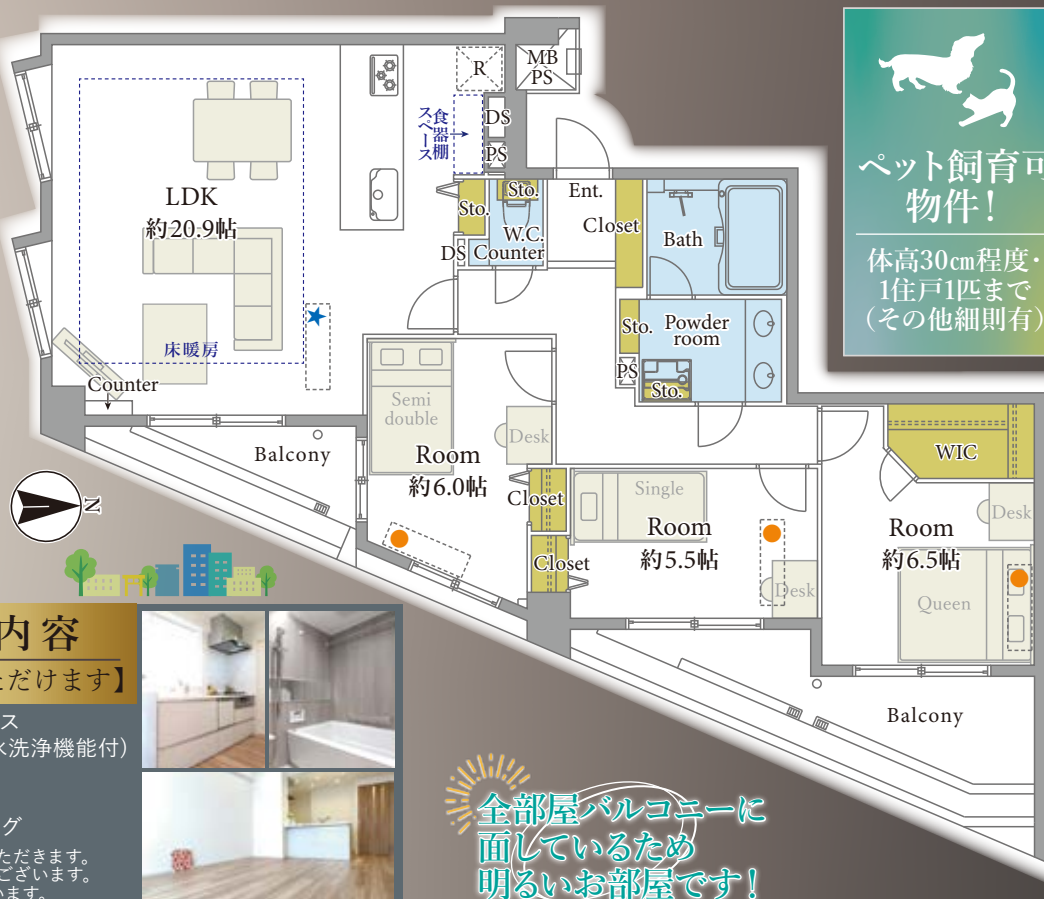 R
MB
PS
食器棚
スペース
DS
PS
LDK
約20.9帖
床暖房
Counter
Sto.
Sto.
W.C.
DS
Counter
Ent.
Closet
Bath
Sto.
Powder
room
PS
Sto.
ペット飼育可
物件!
体高30cm程度・
1住戸1匹まで
(その他細則有)
Balcony
Semi
double
Desk
Room
約6.0帖
Closet
Closet
Single
Room
約5.5帖
Desk
WIC
Desk
Room
約6.5帖
Queen
Balcony
N
内容
ただけます】
ス
水洗浄機能付)
グ
ただきます。
ございます。
います。
全部屋バルコニーに
面しているため
明るいお部屋です!